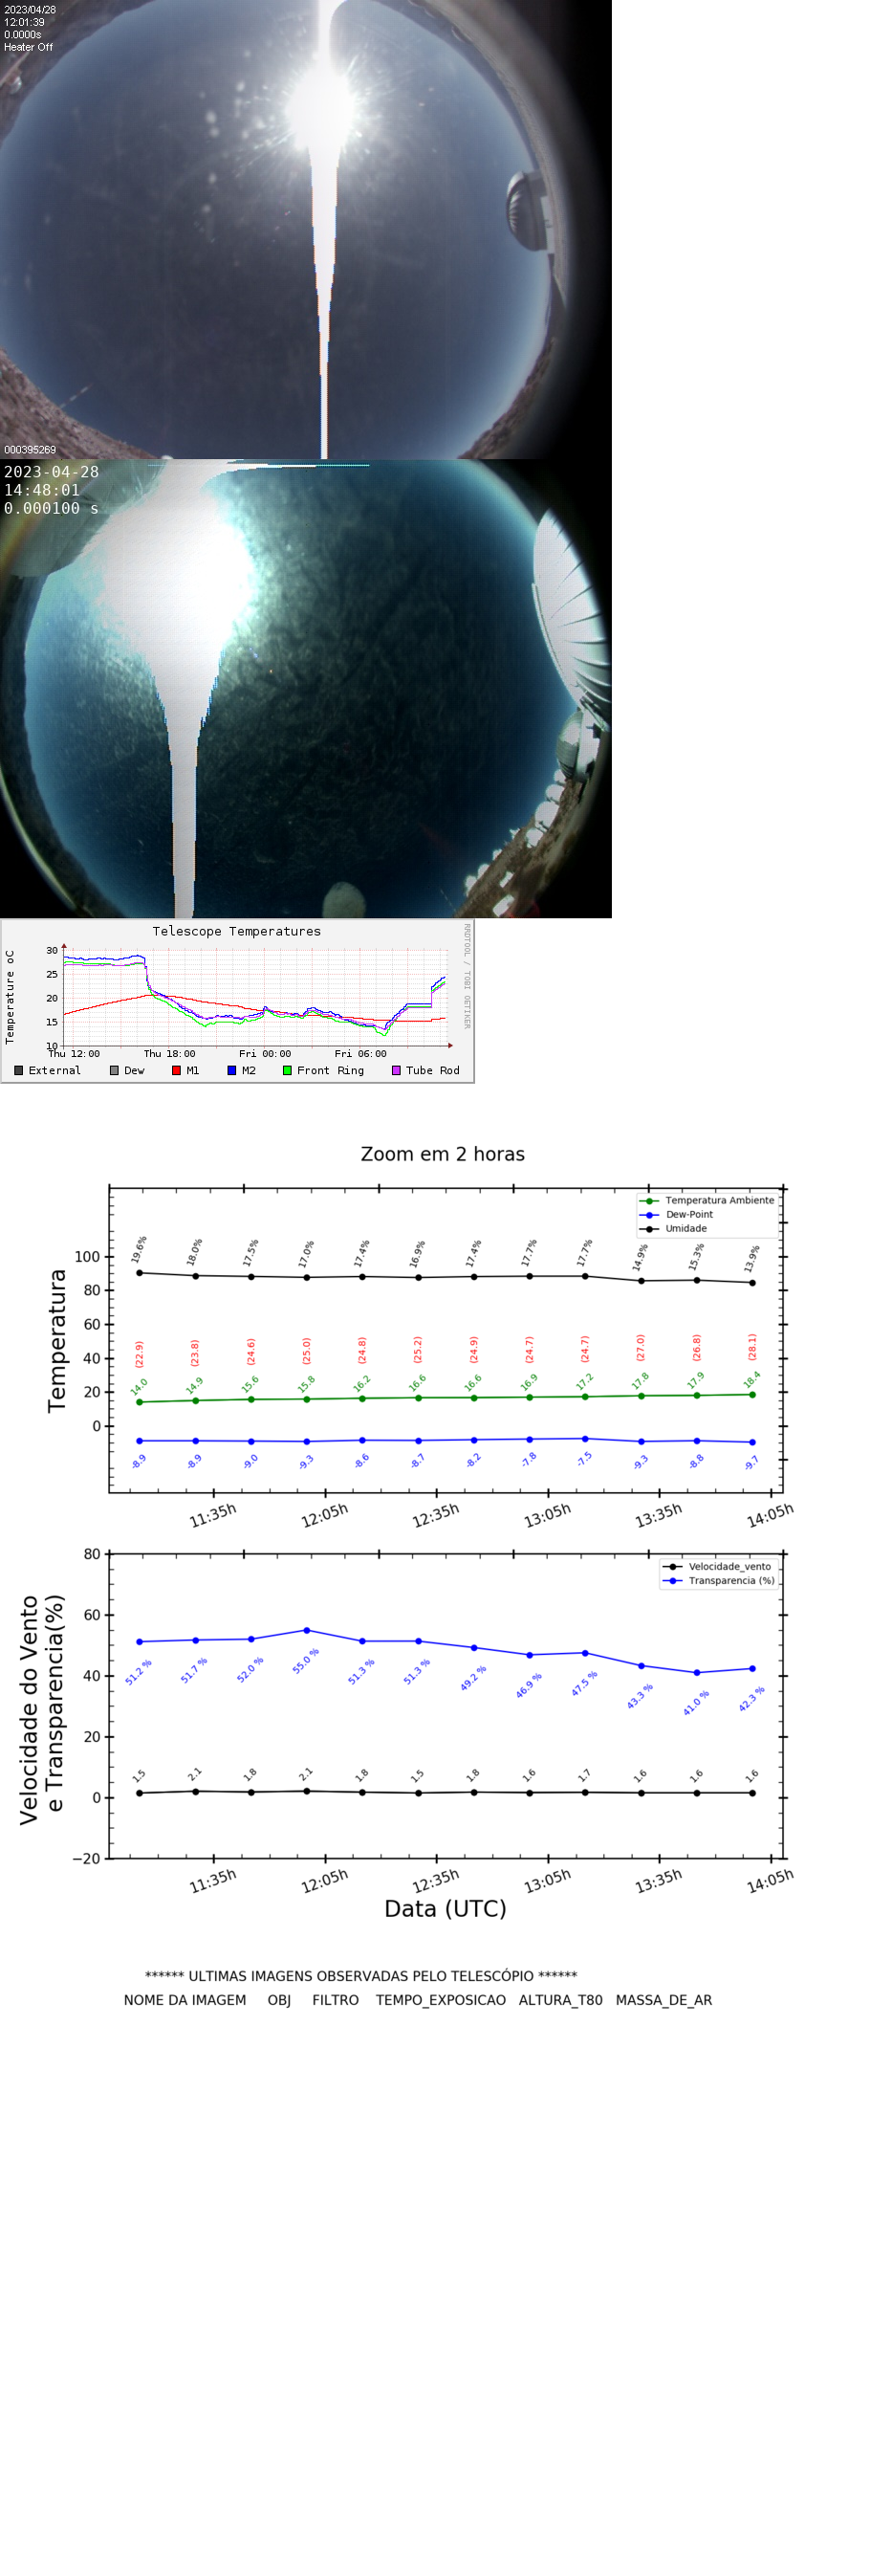 2023/04/28
12:01:39
0.0000s
Heater Off
000395269
2023-04-28
14:48:01
0.000100 s
Telescope Temperatures
RRDTOOL / TOBI OETIKER
Temperature oC
30
25
20
15
10
Thu 12:00 Thu 18:00 Fri 00:00 Fri 06:00
External Dew M1 M2 Front Ring Tube Rod
Zoom em 2 horas
Temperatura Ambiente
Dew-Point
Umidade
Temperatura
100
80
60
40
20
0
19.6% 18.0% 17.5% 17.0% 17.4% 16.9% 17.4% 17.7% 17.7% 14.9% 15.3% 13.9%
(22.9) (23.8) (24.6) (25.0) (24.8) (25.2) (24.9) (24.7) (24.7) (27.0) (26.8) (28.1)
14.0 14.9 15.6 15.8 16.2 16.6 16.6 16.9 17.2 17.8 17.9 18.4
-8.9 -8.9 -9.0 -9.3 -8.6 -8.7 -8.2 -7.8 -7.5 -9.3 -8.8 -9.7
11:35h 12:05h 12:35h 13:05h 13:35h 14:05h
Velocidade_vento
Transparencia (%)
Velocidade do Vento
e Transparencia(%)
80
60
40
20
0
−20
51.2 % 51.7 % 52.0 % 55.0 % 51.3 % 51.3 % 49.2 % 46.9 % 47.5 % 43.3 % 41.0 % 42.3 %
1.5 2.1 1.8 2.1 1.8 1.5 1.8 1.6 1.7 1.6 1.6 1.6
11:35h 12:05h 12:35h 13:05h 13:35h 14:05h
Data (UTC)
****** ULTIMAS IMAGENS OBSERVADAS PELO TELESCÓPIO ******
NOME DA IMAGEM OBJ FILTRO TEMPO_EXPOSICAO ALTURA_T80 MASSA_DE_AR